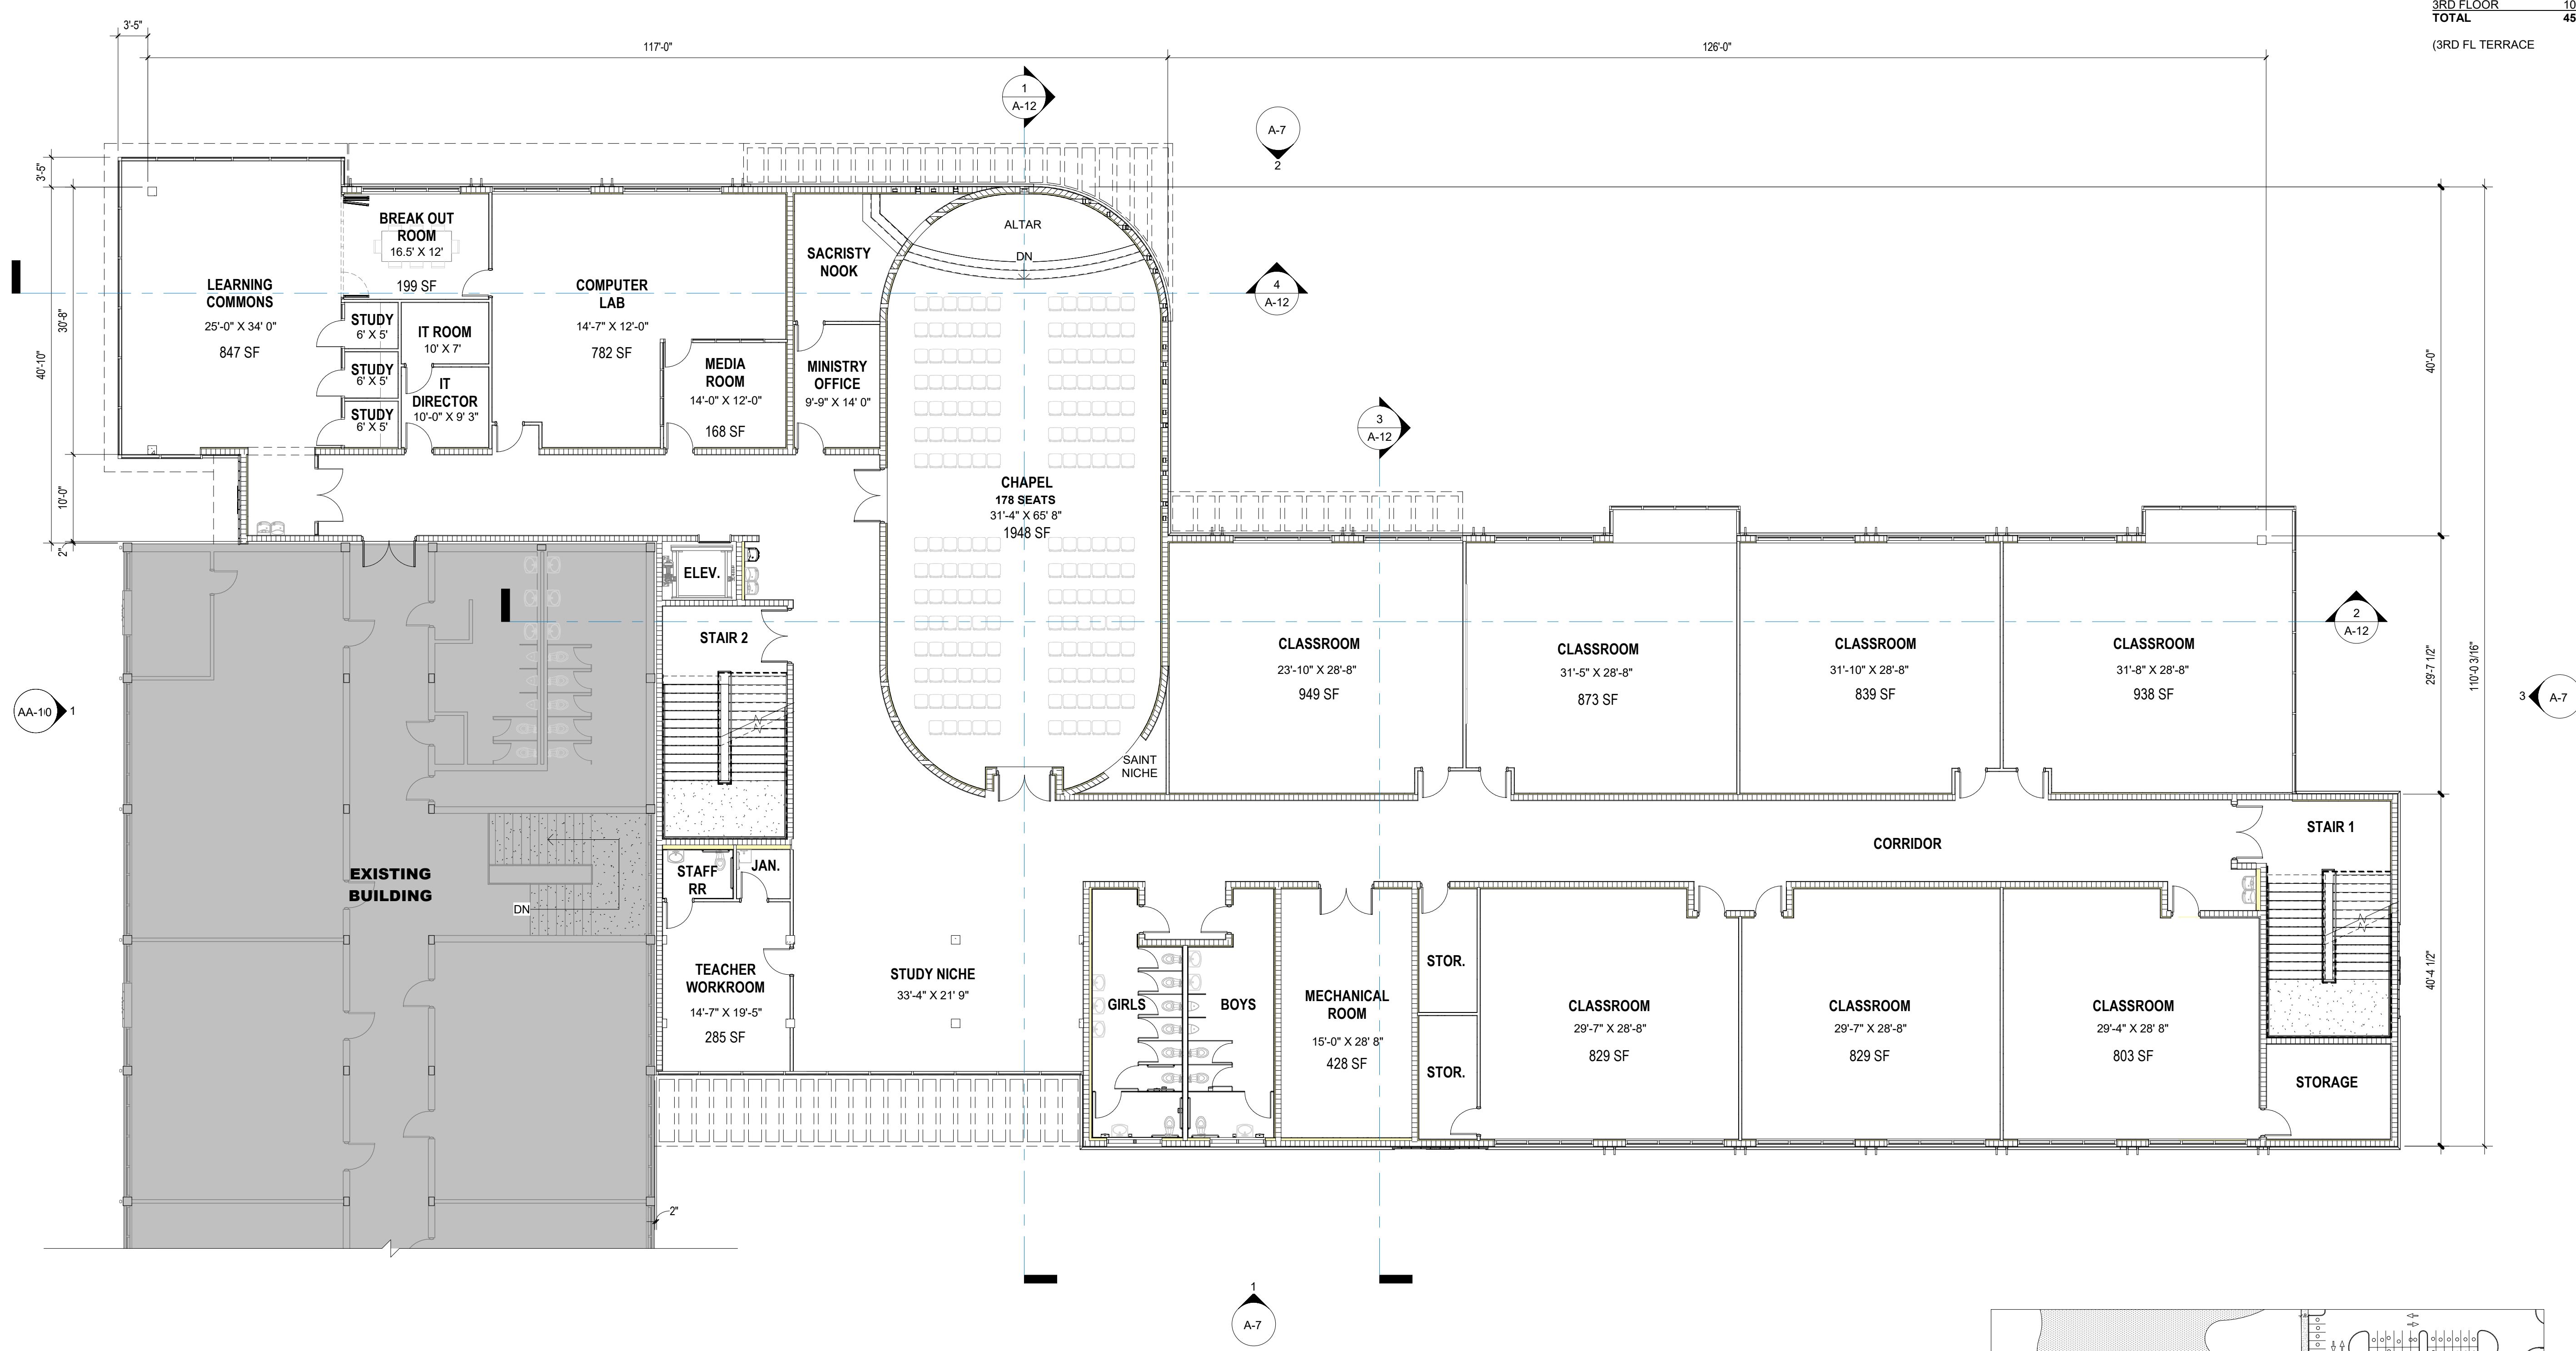 3RD FLOOR 10
TOTAL 45
(3RD FL TERRACE
3'-5"
117'-0"
126'-0"
1
A-12
A-7
2
3'-5"
30'-8"
40'-10"
10'-0"
2"
LEARNING
COMMONS
25'-0" X 34' 0"
847 SF
BREAK OUT
ROOM
16.5' X 12'
199 SF
STUDY
6' X 5'
STUDY
6' X 5'
STUDY
6' X 5'
IT ROOM
10' X 7'
IT
DIRECTOR
10'-0" X 9' 3"
COMPUTER
LAB
14'-7" X 12'-0"
782 SF
MEDIA
ROOM
14'-0" X 12'-0"
168 SF
SACRISTY
NOOK
MINISTRY
OFFICE
9'-9" X 14' 0"
ALTAR
DN
4
A-12
3
A-12
40'-0"
CHAPEL
178 SEATS
31'-4" X 65' 8"
1948 SF
ELEV.
STAIR 2
CLASSROOM
23'-10" X 28'-8"
949 SF
CLASSROOM
31'-5" X 28'-8"
873 SF
CLASSROOM
31'-10" X 28'-8"
839 SF
CLASSROOM
31'-8" X 28'-8"
938 SF
2
A-12
29'-7 1/2"
110'-0 3/16"
3
A-7
AA-10
1
SAINT
NICHE
STAIR 1
CORRIDOR
EXISTING
BUILDING
DN
STAFF
RR
JAN.
TEACHER
WORKROOM
14'-7" X 19'-5"
285 SF
STUDY NICHE
33'-4" X 21' 9"
GIRLS
BOYS
MECHANICAL
ROOM
15'-0" X 28' 8"
428 SF
STOR.
STOR.
CLASSROOM
29'-7" X 28'-8"
829 SF
CLASSROOM
29'-7" X 28'-8"
829 SF
CLASSROOM
29'-4" X 28' 8"
803 SF
STORAGE
40'-4 1/2"
2"
1
A-7